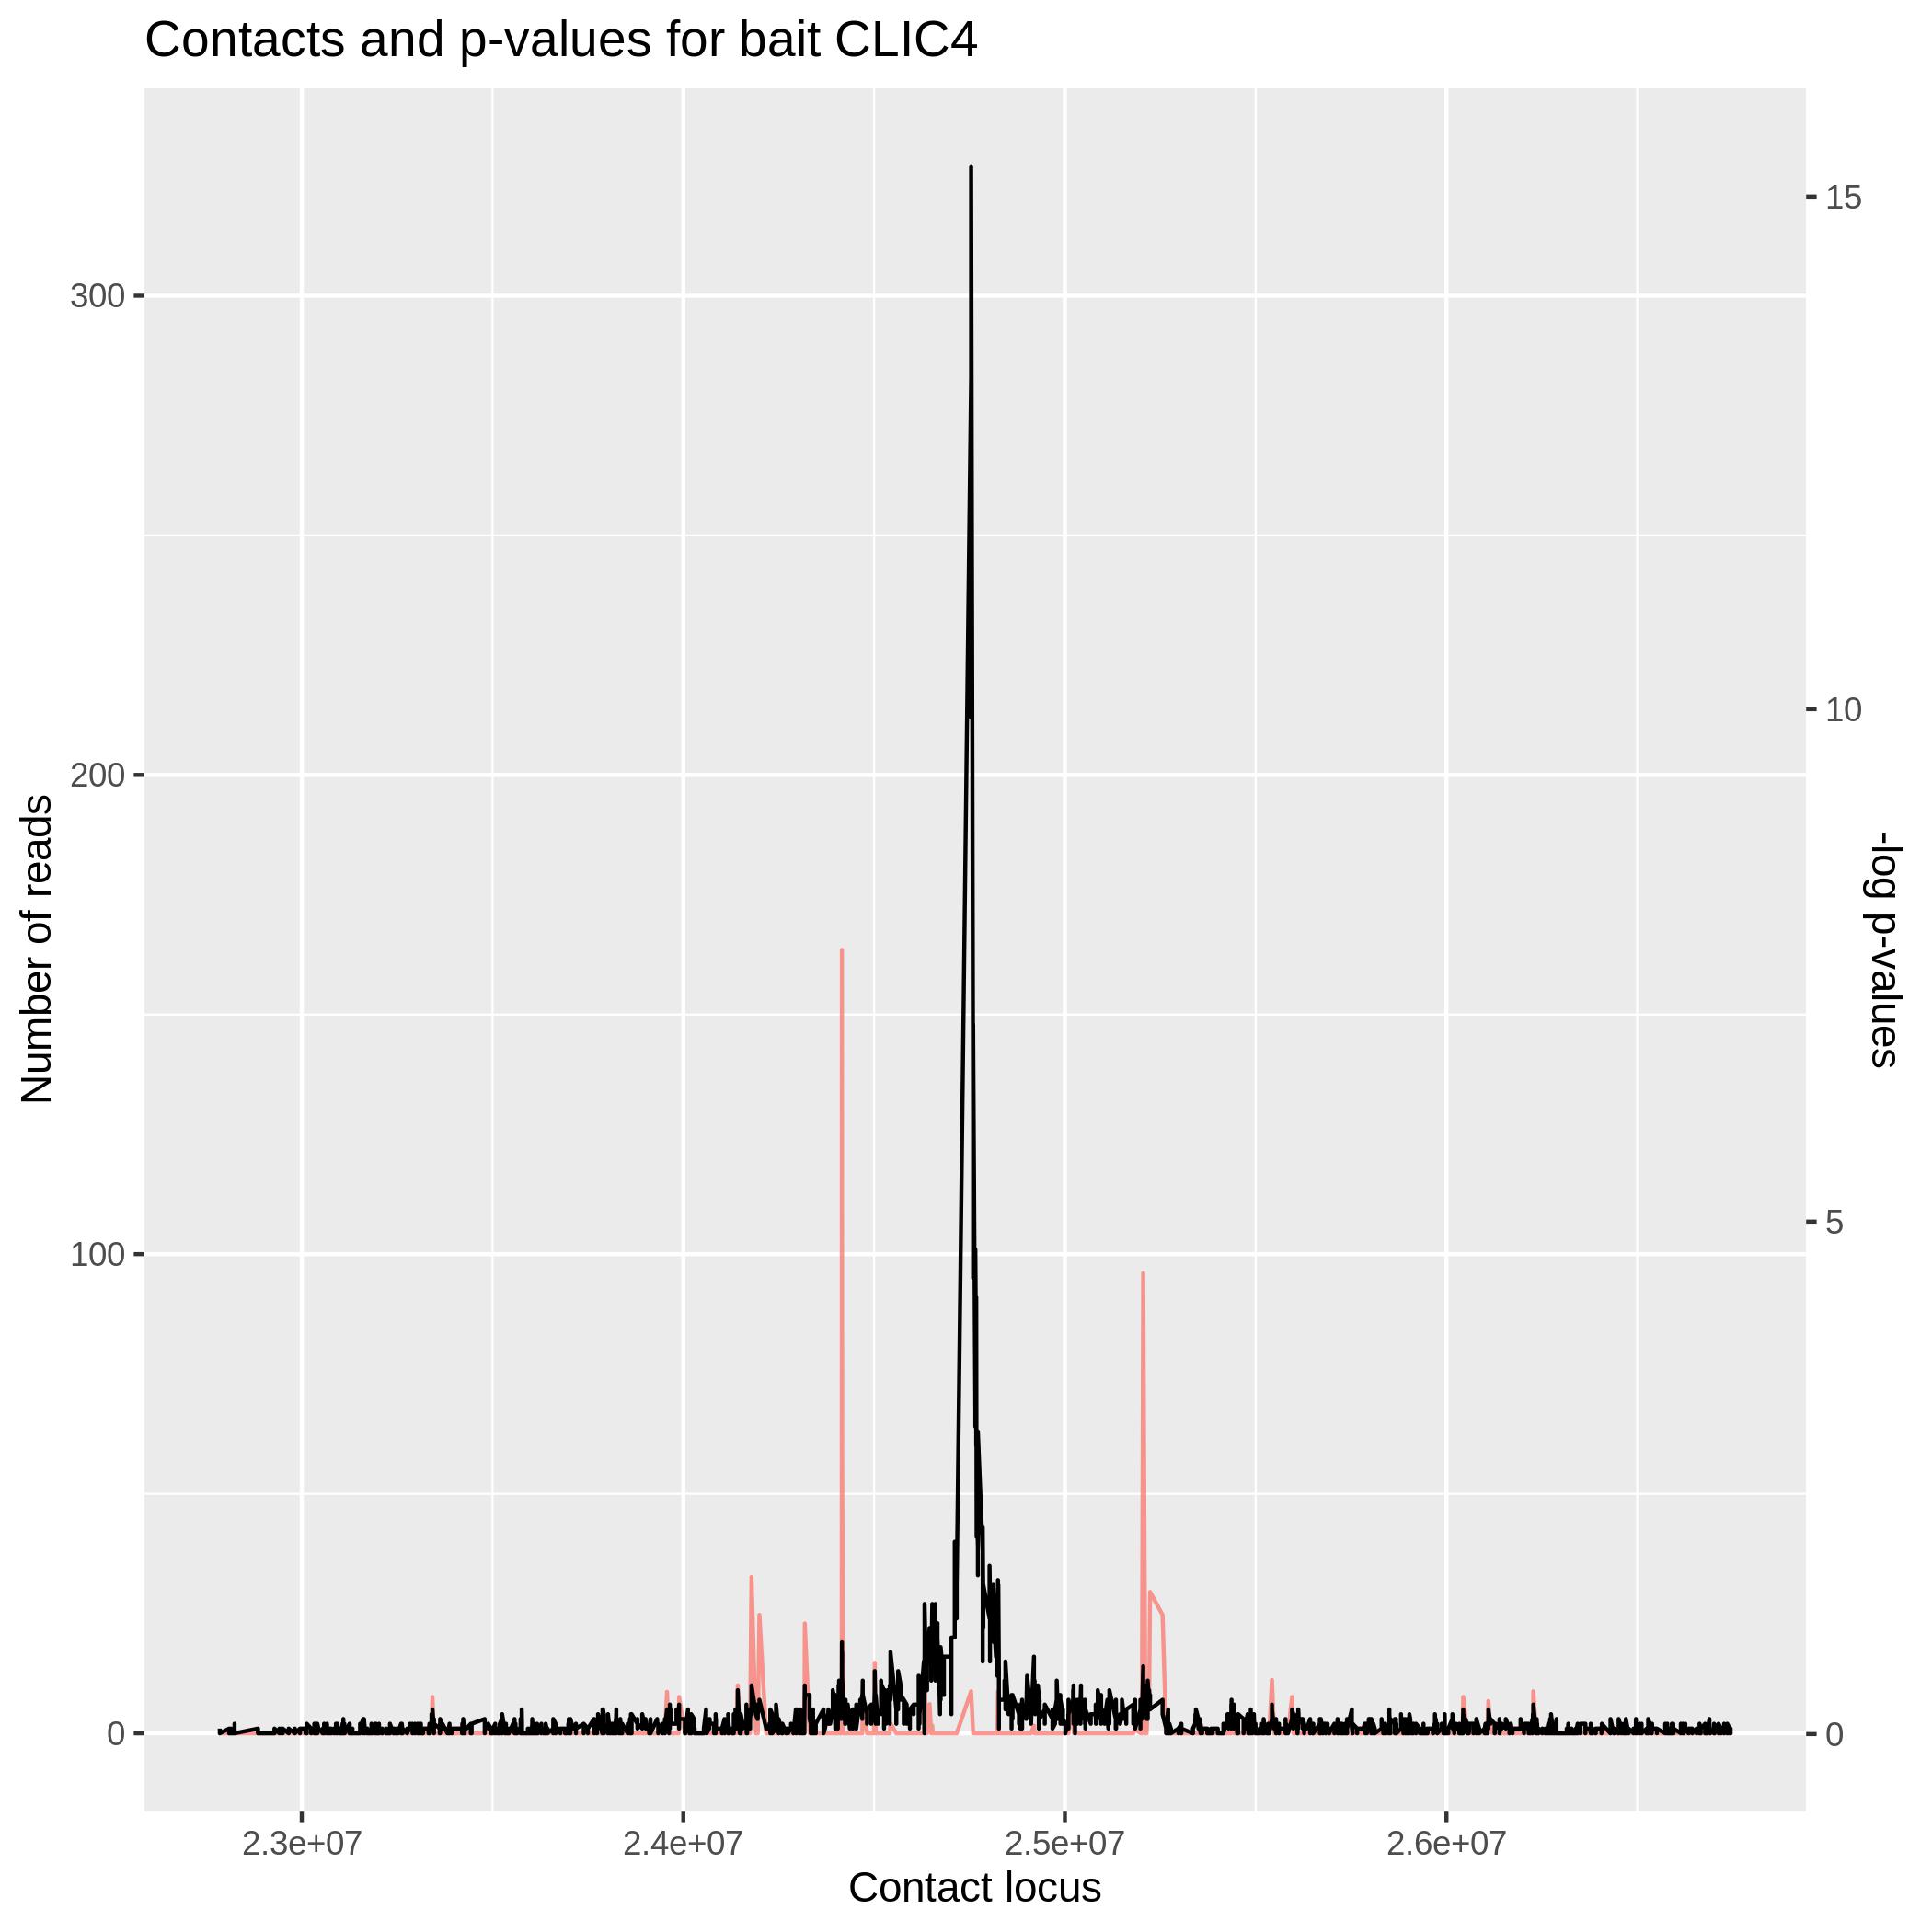 Contacts and p-values for bait CLIC4
Number of reads
300
200
100
0
15
10
5
0
-log p-values
2.3e+07
2.4e+07
2.5e+07
2.6e+07
Contact locus